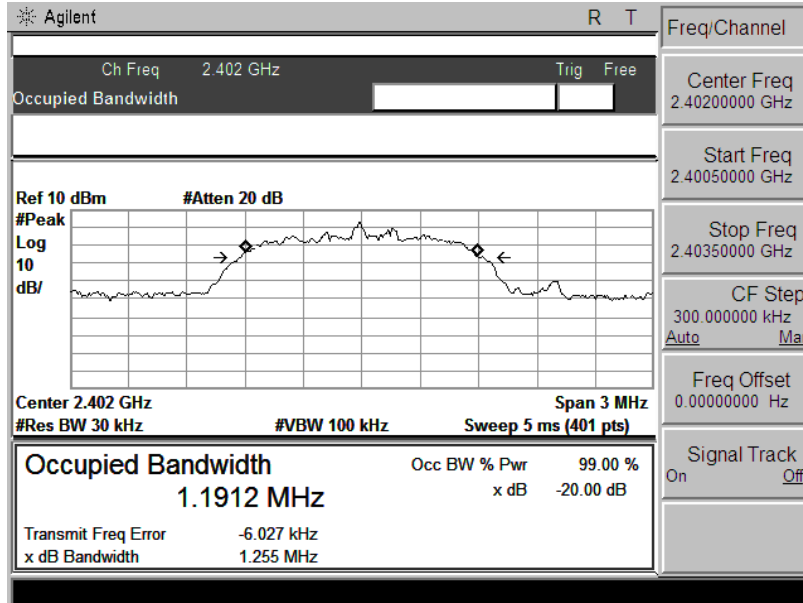 Agilent R T
Freq/Channel
Ch Freq 2.402 GHz Trig Free
Occupied Bandwidth
Center Freq
2.40200000 GHz
Start Freq
2.40050000 GHz
Stop Freq
2.40350000 GHz
CF Step
300.000000 kHz
Auto Ma
Freq Offset
0.00000000 Hz
Signal Track
On Off
Ref 10 dBm #Atten 20 dB
#Peak
Log
10
dB/
Center 2.402 GHz Span 3 MHz
#Res BW 30 kHz #VBW 100 kHz Sweep 5 ms (401 pts)
Occupied Bandwidth
1.1912 MHz
Occ BW % Pwr 99.00 %
x dB -20.00 dB
Transmit Freq Error -6.027 kHz
x dB Bandwidth 1.255 MHz